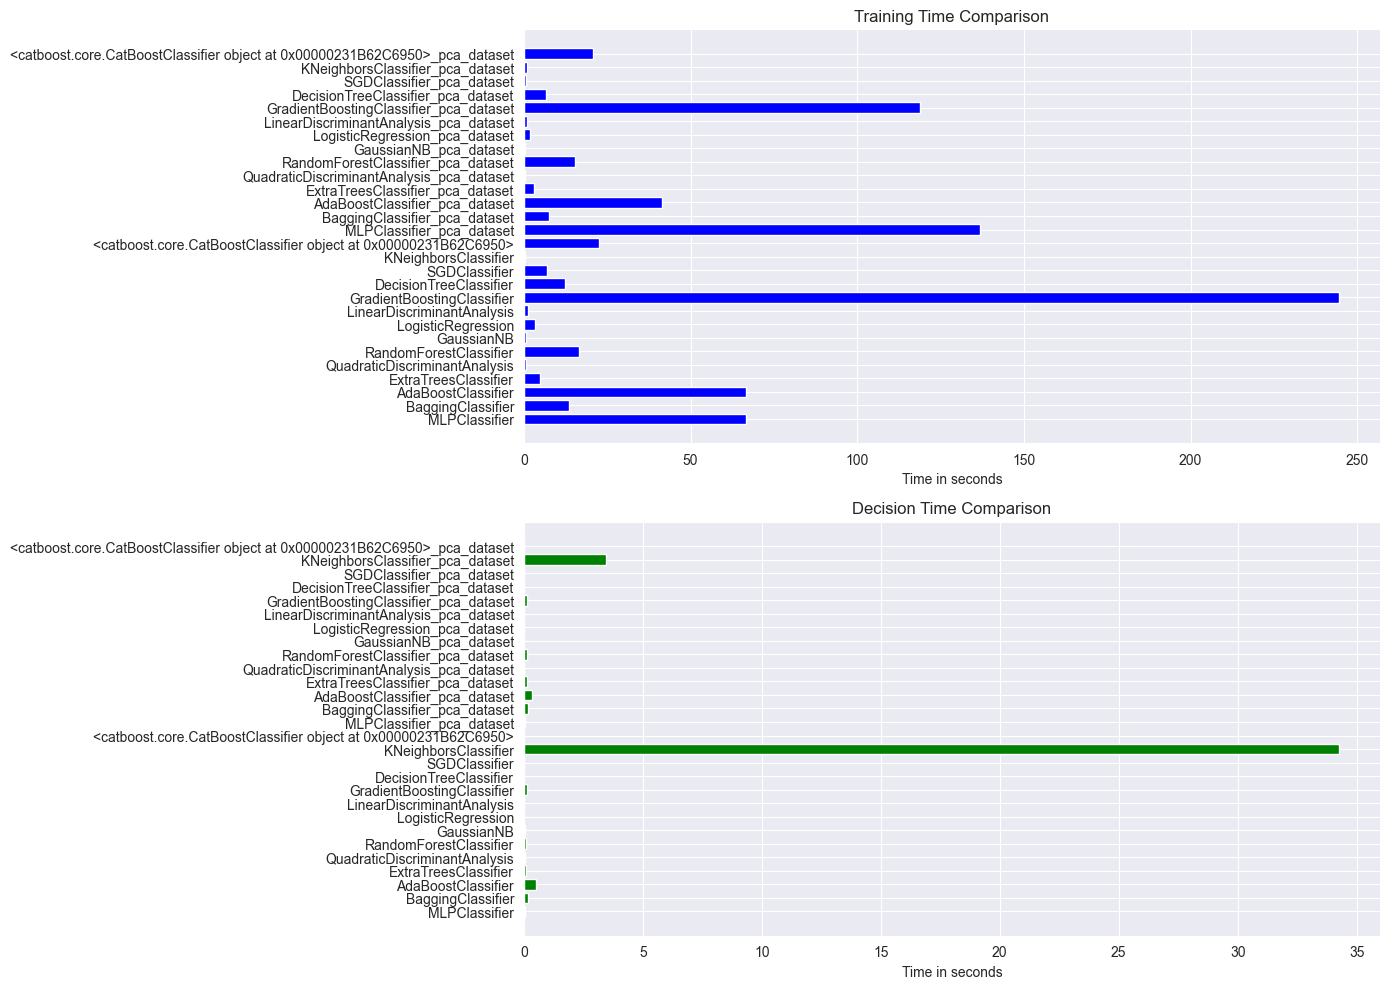 Training Time Comparison
<catboost.core.CatBoostClassifier object at 0x00000231B62C6950>_pca_dataset
KNeighborsClassifier_pca_dataset
SGDClassifier_pca_dataset
DecisionTreeClassifier_pca_dataset
GradientBoostingClassifier_pca_dataset
LinearDiscriminantAnalysis_pca_dataset
LogisticRegression_pca_dataset
GaussianNB_pca_dataset
RandomForestClassifier_pca_dataset
QuadraticDiscriminantAnalysis_pca_dataset
ExtraTreesClassifier_pca_dataset
AdaBoostClassifier_pca_dataset
BaggingClassifier_pca_dataset
MLPClassifier_pca_dataset
<catboost.core.CatBoostClassifier object at 0x00000231B62C6950>
KNeighborsClassifier
SGDClassifier
DecisionTreeClassifier
GradientBoostingClassifier
LinearDiscriminantAnalysis
LogisticRegression
GaussianNB
RandomForestClassifier
QuadraticDiscriminantAnalysis
ExtraTreesClassifier
AdaBoostClassifier
BaggingClassifier
MLPClassifier
0 50 100 150 200 250
Time in seconds
Decision Time Comparison
<catboost.core.CatBoostClassifier object at 0x00000231B62C6950>_pca_dataset
KNeighborsClassifier_pca_dataset
SGDClassifier_pca_dataset
DecisionTreeClassifier_pca_dataset
GradientBoostingClassifier_pca_dataset
LinearDiscriminantAnalysis_pca_dataset
LogisticRegression_pca_dataset
GaussianNB_pca_dataset
RandomForestClassifier_pca_dataset
QuadraticDiscriminantAnalysis_pca_dataset
ExtraTreesClassifier_pca_dataset
AdaBoostClassifier_pca_dataset
BaggingClassifier_pca_dataset
MLPClassifier_pca_dataset
<catboost.core.CatBoostClassifier object at 0x00000231B62C6950>
KNeighborsClassifier
SGDClassifier
DecisionTreeClassifier
GradientBoostingClassifier
LinearDiscriminantAnalysis
LogisticRegression
GaussianNB
RandomForestClassifier
QuadraticDiscriminantAnalysis
ExtraTreesClassifier
AdaBoostClassifier
BaggingClassifier
MLPClassifier
0 5 10 15 20 25 30 35
Time in seconds